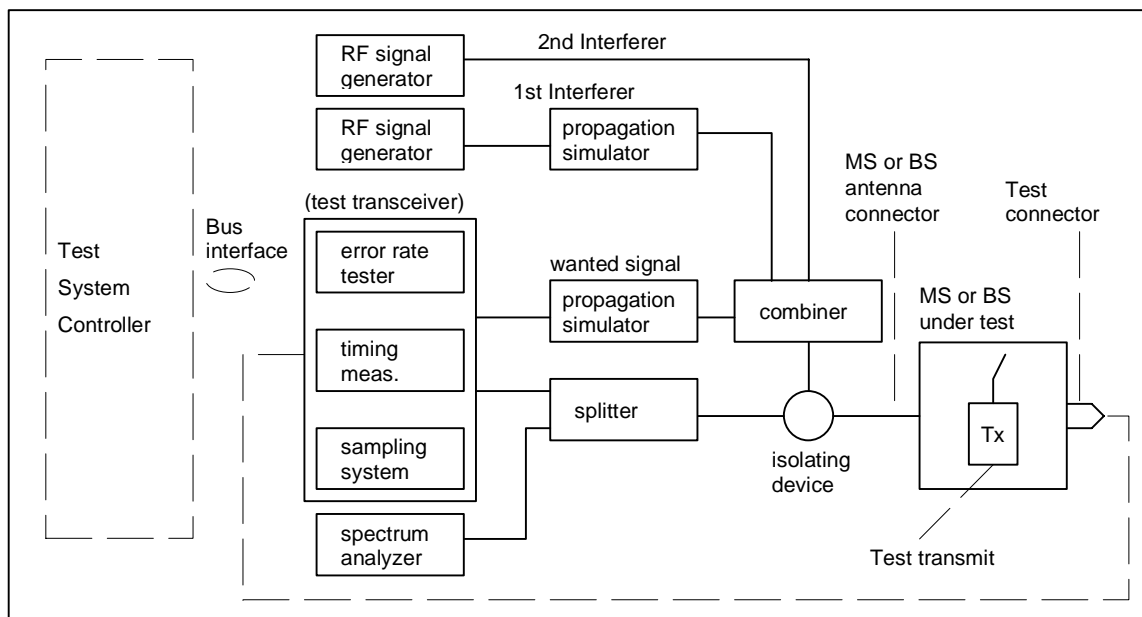 RF signal
generator
2nd Interferer
1st Interferer
RF signal
generator
propagation
simulator
MS or BS
antenna
connector
Test
connector
(test transceiver)
Bus
interface
Test
System
Controller
error rate
tester
wanted signal
propagation
simulator
combiner
MS or BS
under test
timing
meas.
splitter
Tx
sampling
system
isolating
device
spectrum
analyzer
Test transmit